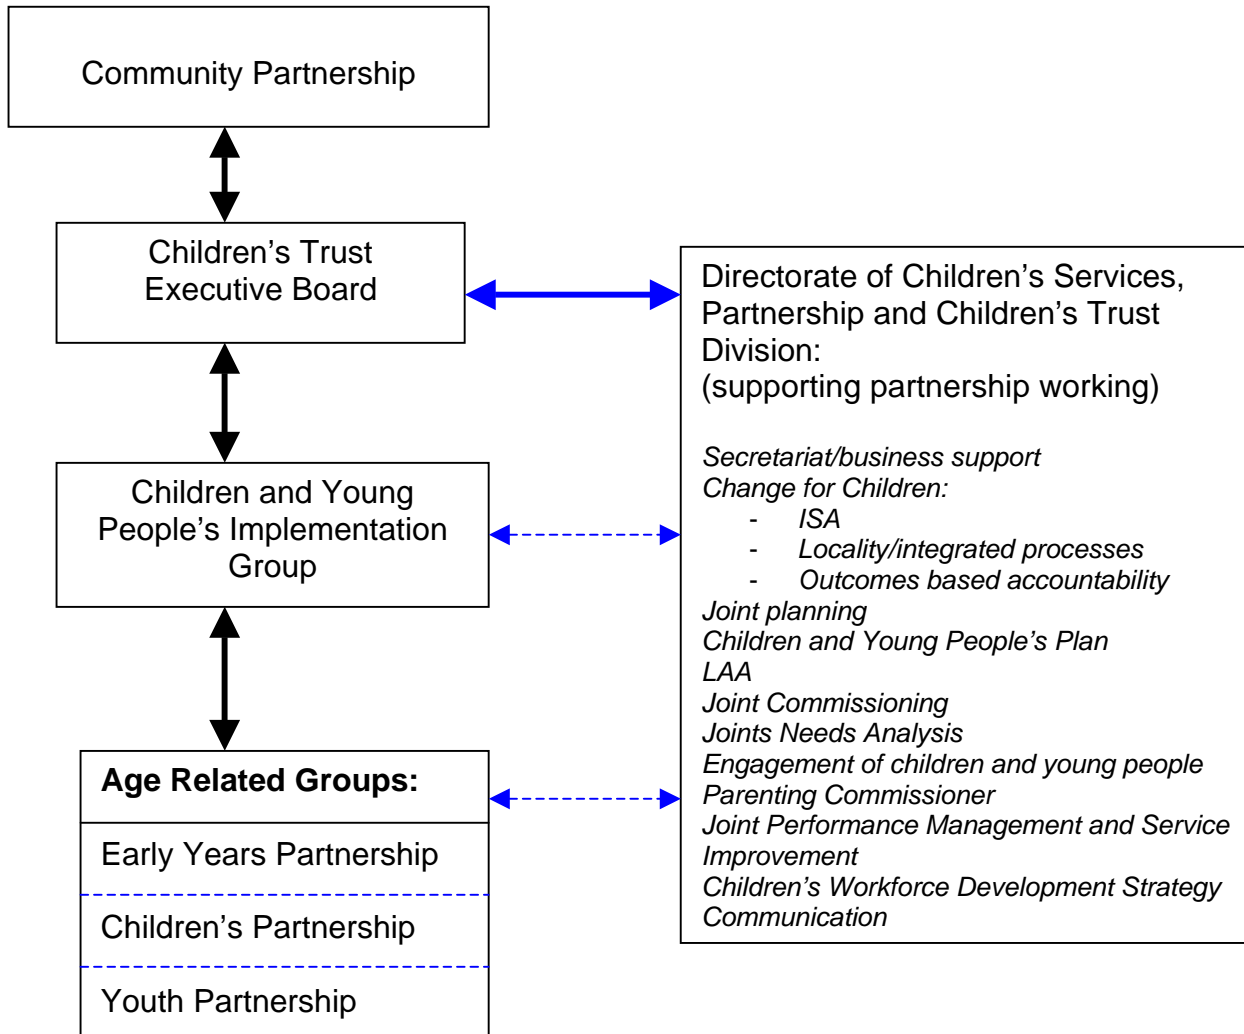 Community Partnership
Children’s Trust
Executive Board
Children and Young
People’s Implementation
Group
Age Related Groups:
Early Years Partnership
Children’s Partnership
Youth Partnership
Directorate of Children’s Services,
Partnership and Children’s Trust
Division:
(supporting partnership working)
Secretariat/business support
Change for Children:
- ISA
- Locality/integrated processes
- Outcomes based accountability
Joint planning
Children and Young People’s Plan
LAA
Joint Commissioning
Joints Needs Analysis
Engagement of children and young people
Parenting Commissioner
Joint Performance Management and Service
Improvement
Children’s Workforce Development Strategy
Communication